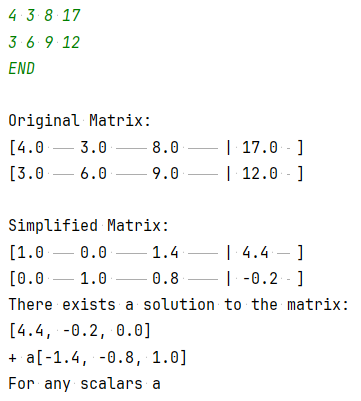 4 3 8 17
3 6 9 12
END
Original Matrix:
[4.0 3.0 8.0 | 17.0 ]
[3.0 6.0 9.0 | 12.0 ]
Simplified Matrix:
[1.0 0.0 1.4 | 4.4 ]
[0.0 1.0 0.8 | -0.2 ]
There exists a solution to the matrix:
[4.4, -0.2, 0.0]
+ a[-1.4, -0.8, 1.0]
For any scalars a